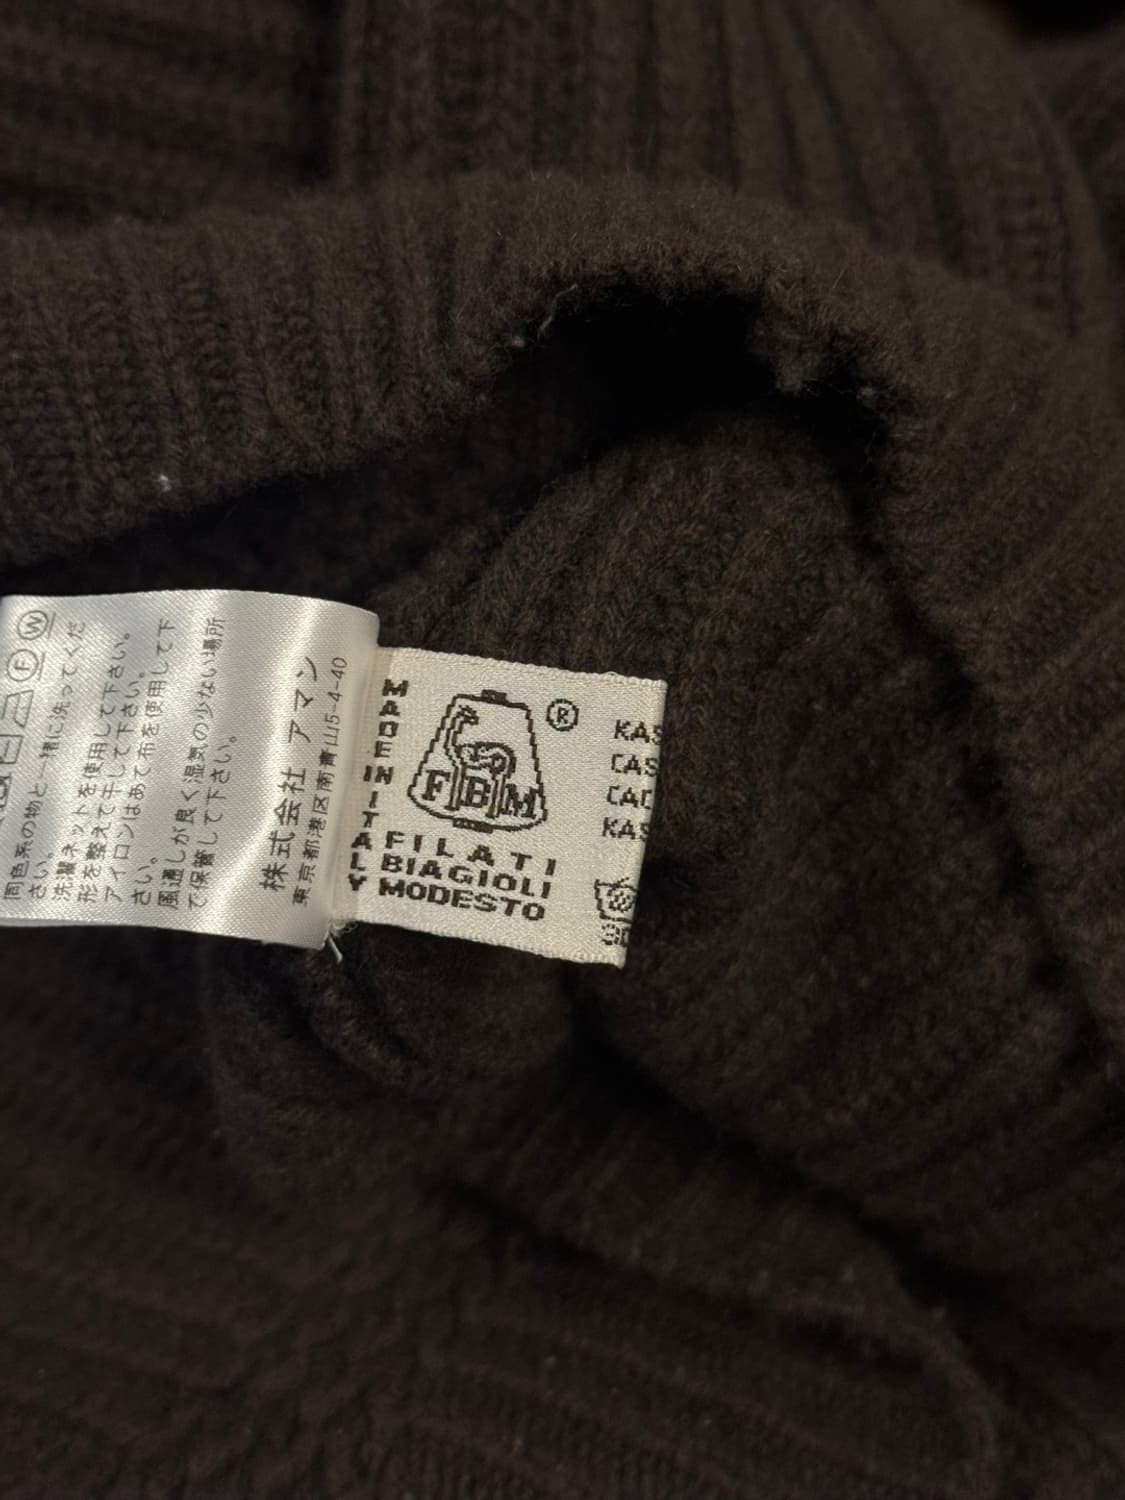 同色系の物と一緒に洗ってくだ
さい。
洗濯ネットを使用して下さい。
形を整えて干して下さい。
アイロンはあて布を使用して下
さい。
風通しが良く湿気の少ない場所
で保管して下さい。
株式会社 アマン
東京都港区南青山5-4-40
MADE IN ITALY
®
FBM
FILATI
BIAGIOLI
MODESTO
KAS
CAS
CAC
KAS
W
F